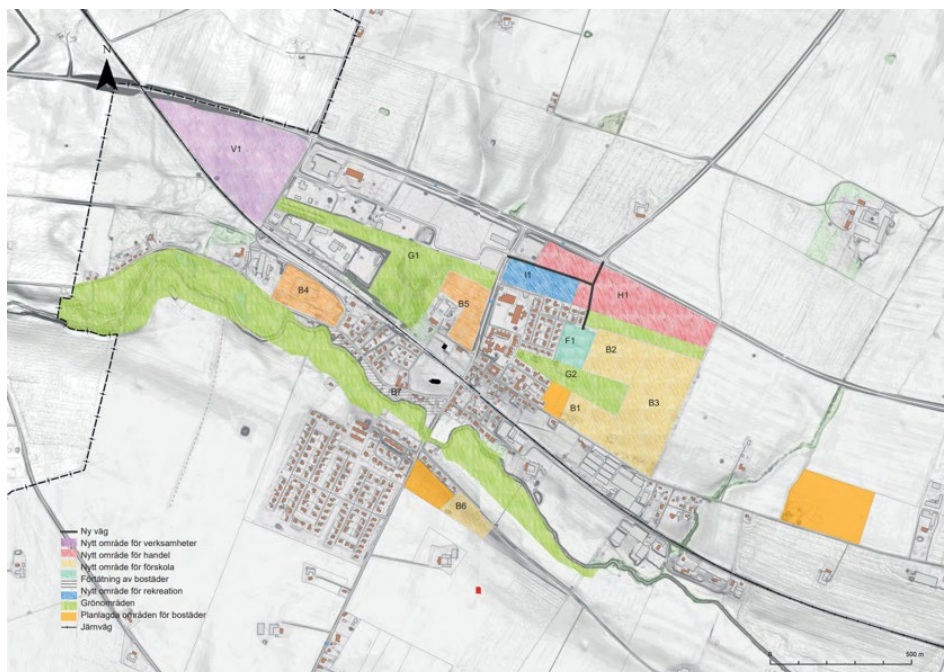 N
V1
G1
I1
H1
B4
B5
F1
B2
G2
B7
B1
B3
B6
Ny väg
Nytt område för verksamheter
Nytt område för handel
Nytt område för förskola
Förtätning av bostäder
Nytt område för rekreation
Grönområden
Planlagda områden för bostäder
Järnväg
0
500 m